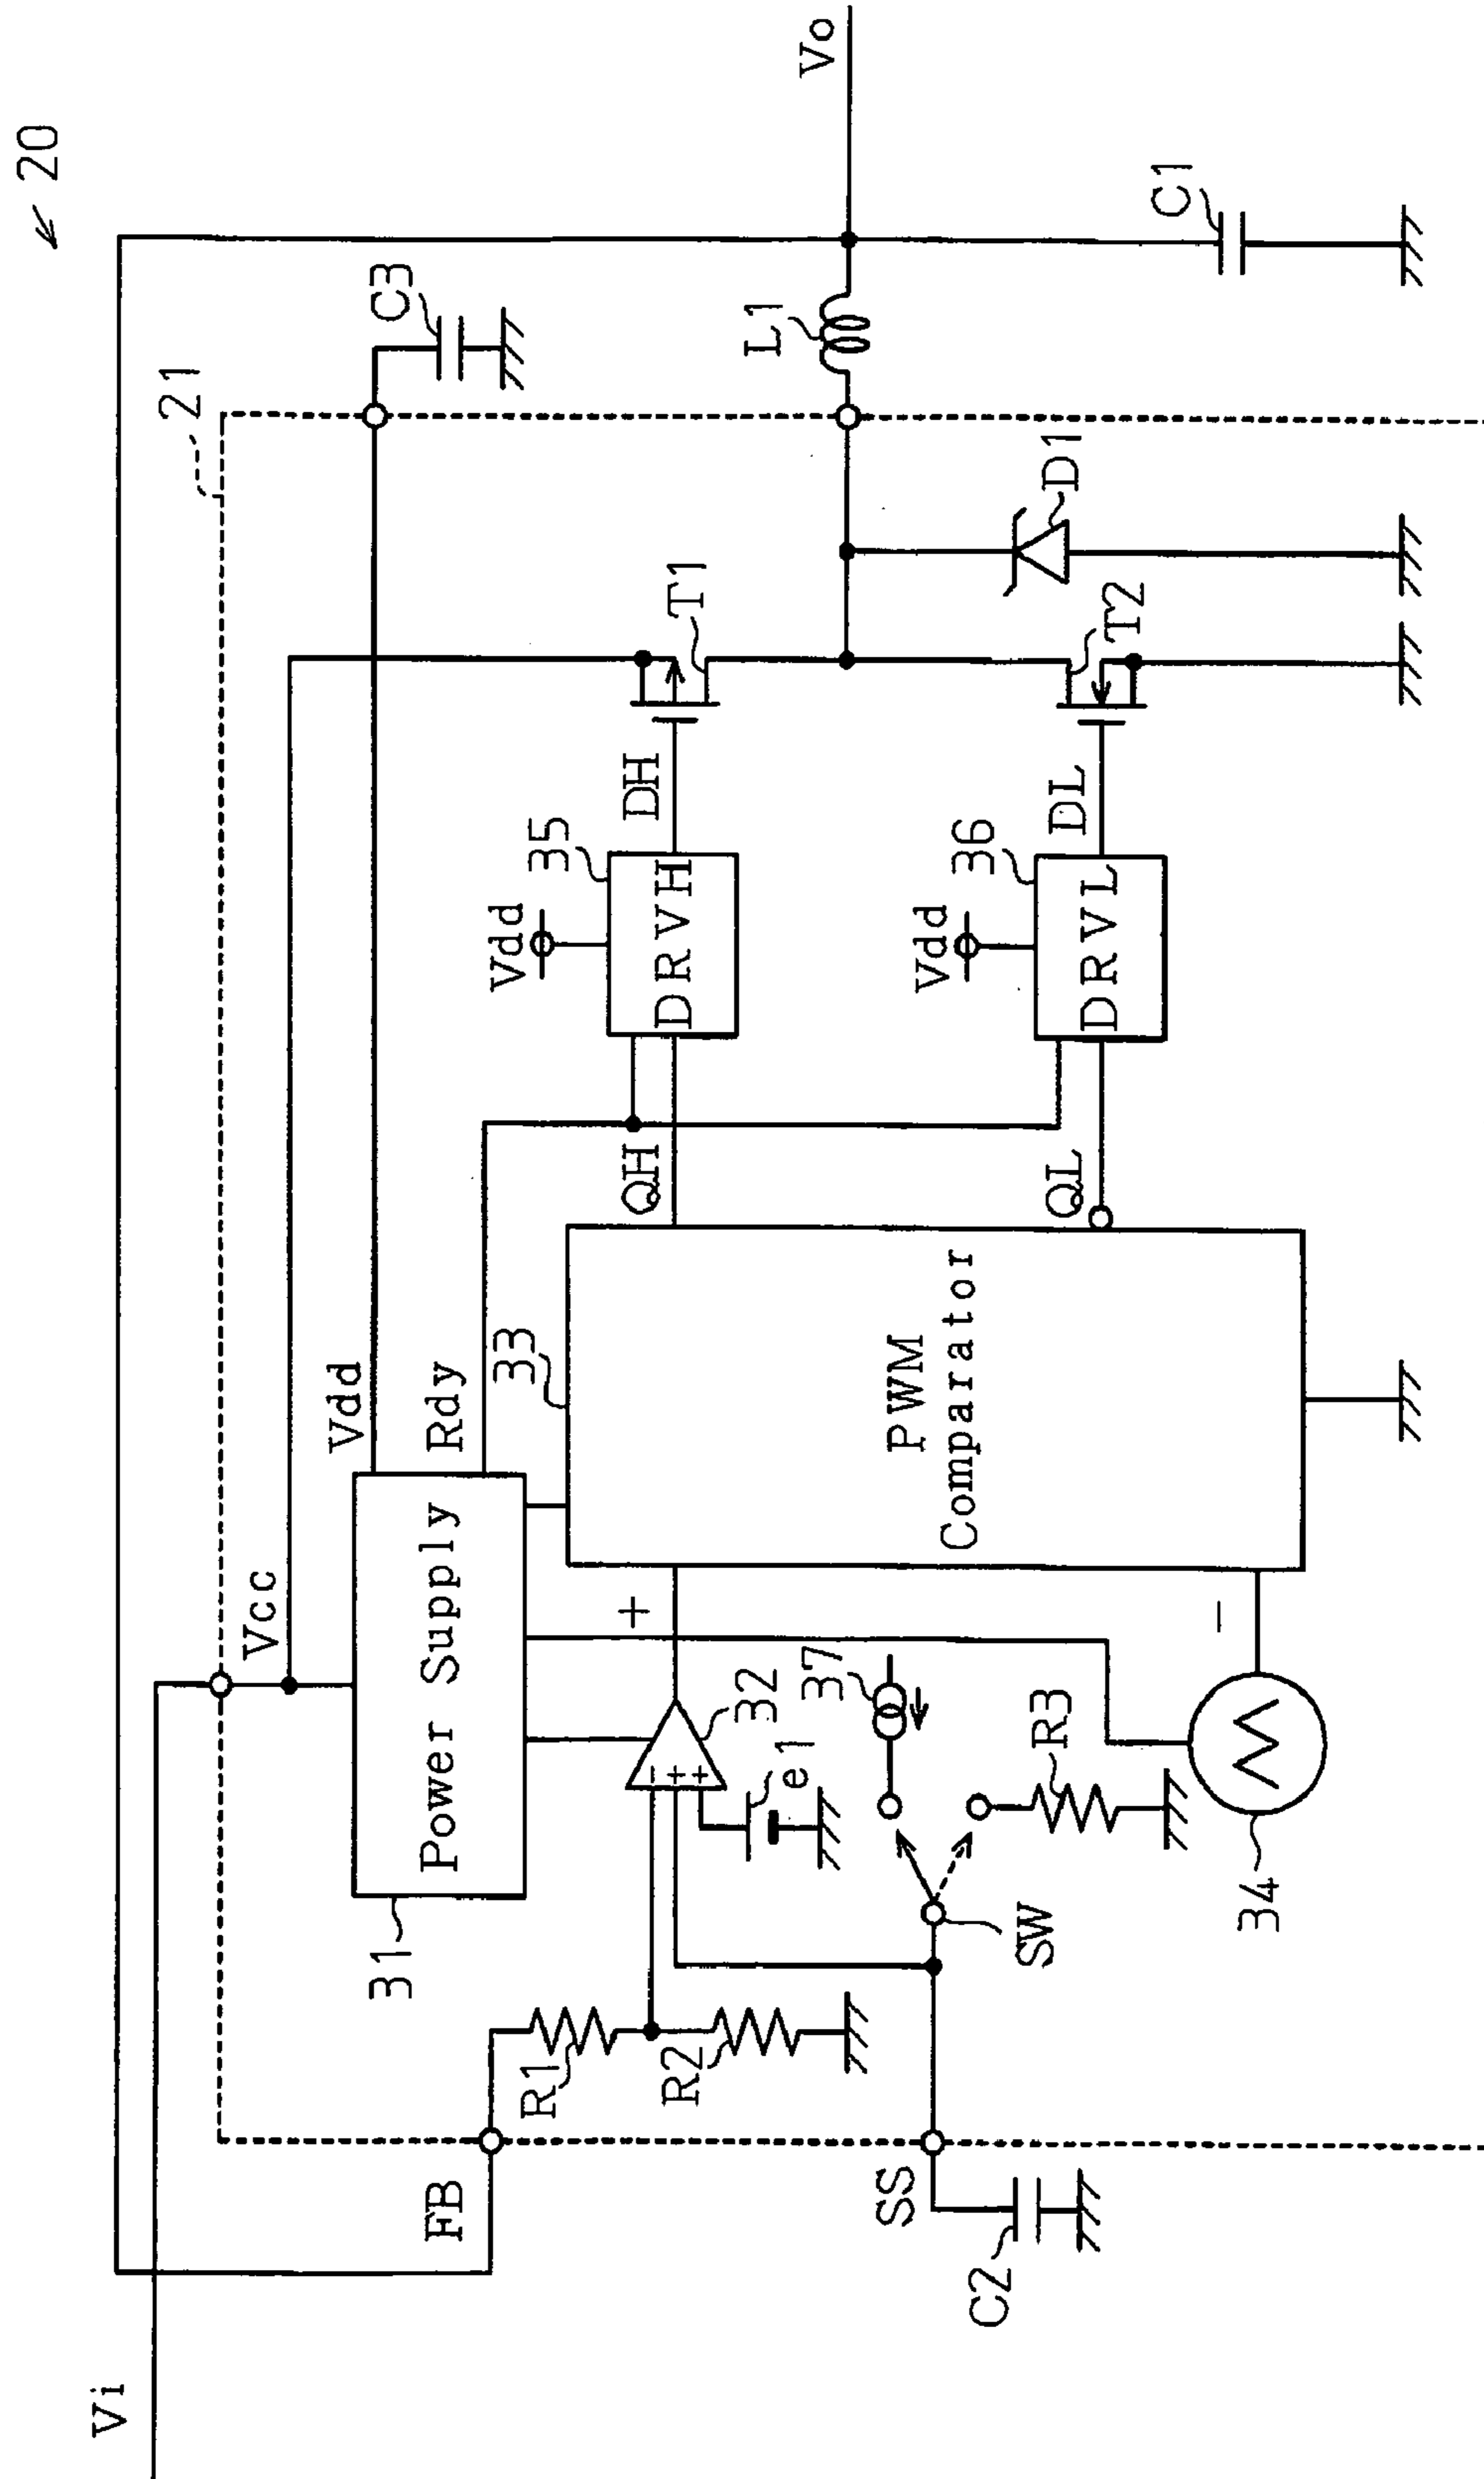 20
Vi
Vcc
21
Vdd
C3
Vo
FB
31
Power Supply
Rdy
R1
R2
-
+
+
32
e1
+
33
PWM
Comparator
-
QH
QL
Vdd
35
DRVH
DH
T1
Vdd
36
DRVL
DL
T2
D1
L1
C1
SS
C2
SW
37
R3
34